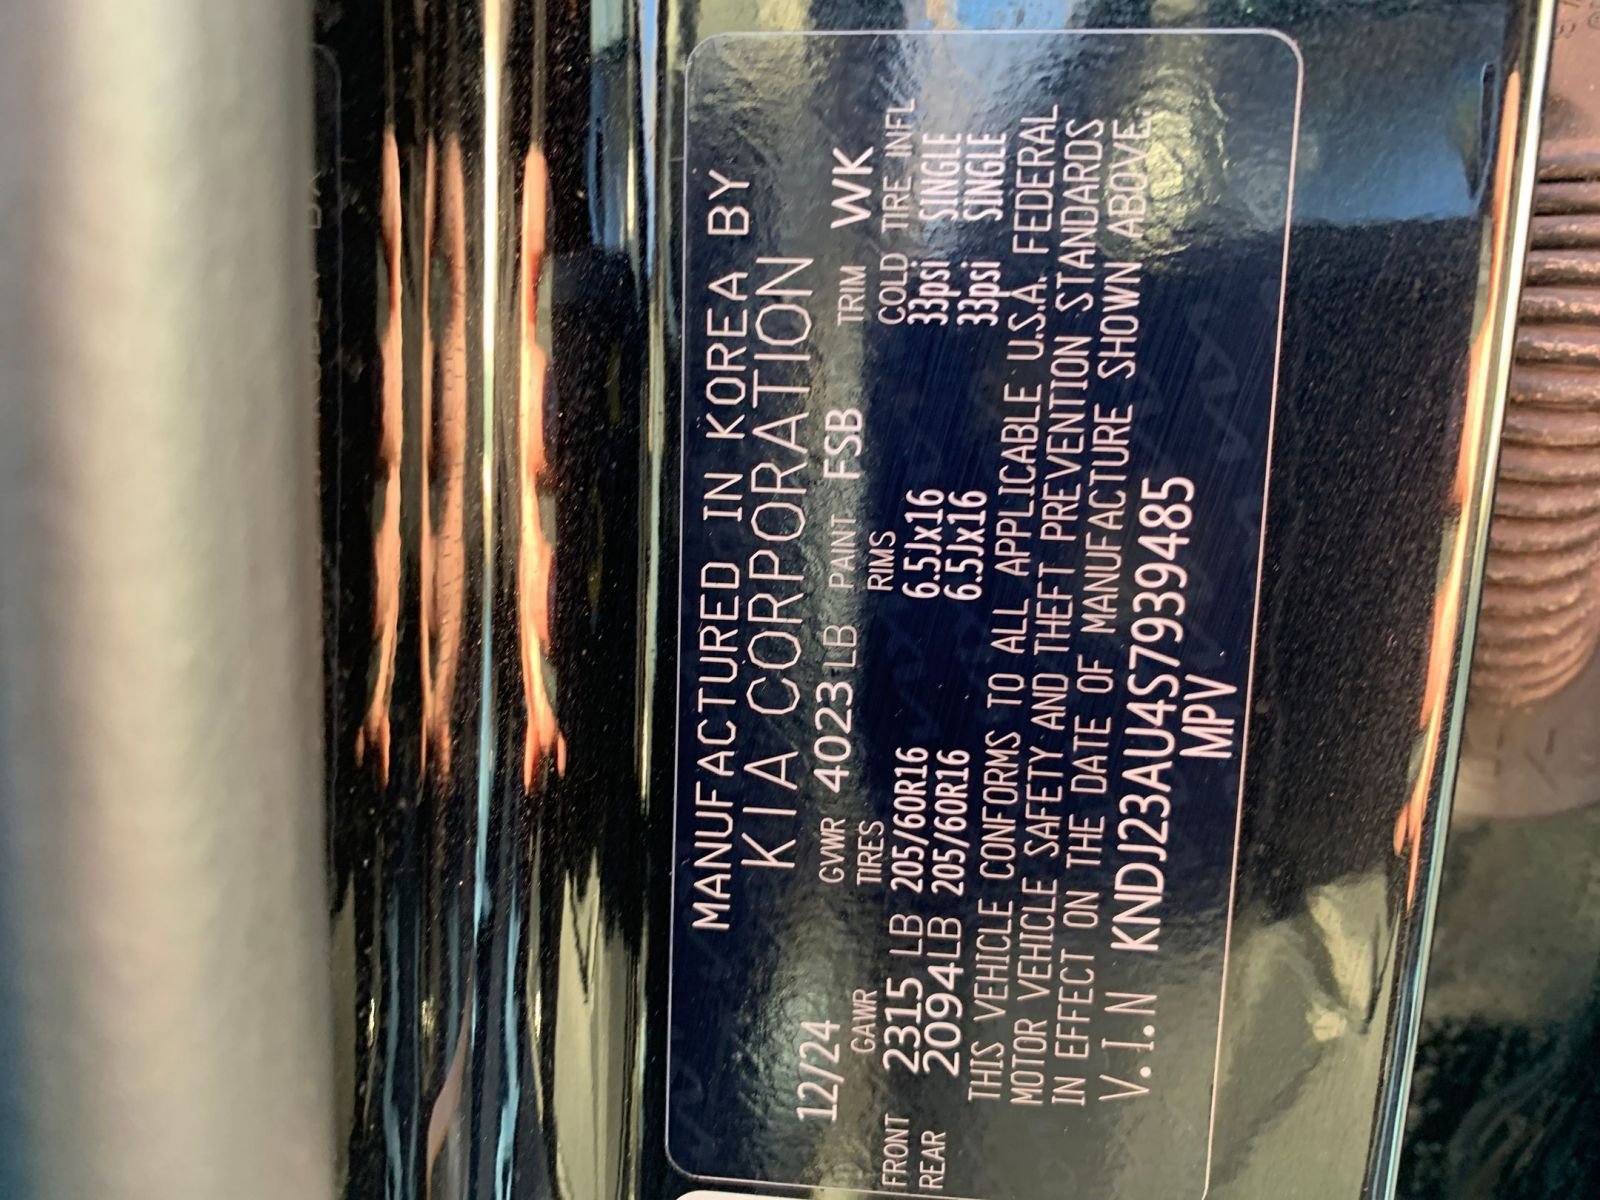 MANUFACTURED IN KOREA BY
KIA CORPORATION
12/24 GVWR 4023 LB PAINT FSB TRIM WK
GAWR TIRES RIMS COLD TIRE INFL
FRONT 2315 LB 205/60R16 6.5Jx16 33psi SINGLE
REAR 2094LB 205/60R16 6.5Jx16 33psi SINGLE
THIS VEHICLE CONFORMS TO ALL APPLICABLE U.S.A. FEDERAL
MOTOR VEHICLE SAFETY AND THEFT PREVENTION STANDARDS
IN EFFECT ON THE DATE OF MANUFACTURE SHOWN ABOVE.
V.I.N KNDJ23AU4S7939485
MPV